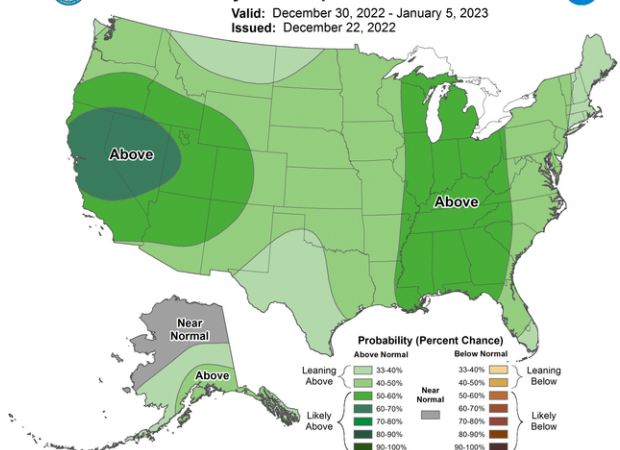 Valid: December 30, 2022 - January 5, 2023
Issued: December 22, 2022
Above
Above
Near
Normal
Above
Probability (Percent Chance)
Above Normal
Below Normal
Leaning
Above
33-40%
40-50%
Likely
Above
50-60%
60-70%
70-80%
80-90%
90-100%
Near
Normal
33-40%
40-50%
Leaning
Below
50-60%
60-70%
70-80%
80-90%
90-100%
Likely
Below